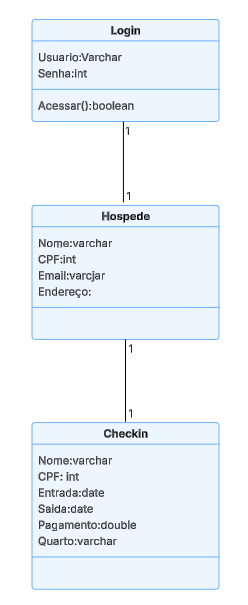 Login
Usuario:Varchar
Senha:int
Acessar():boolean
1
1
Hospede
Nome:varchar
CPF:int
Email:varcjar
Endereço:
1
1
Checkin
Nome:varchar
CPF: int
Entrada:date
Saida:date
Pagamento:double
Quarto:varchar